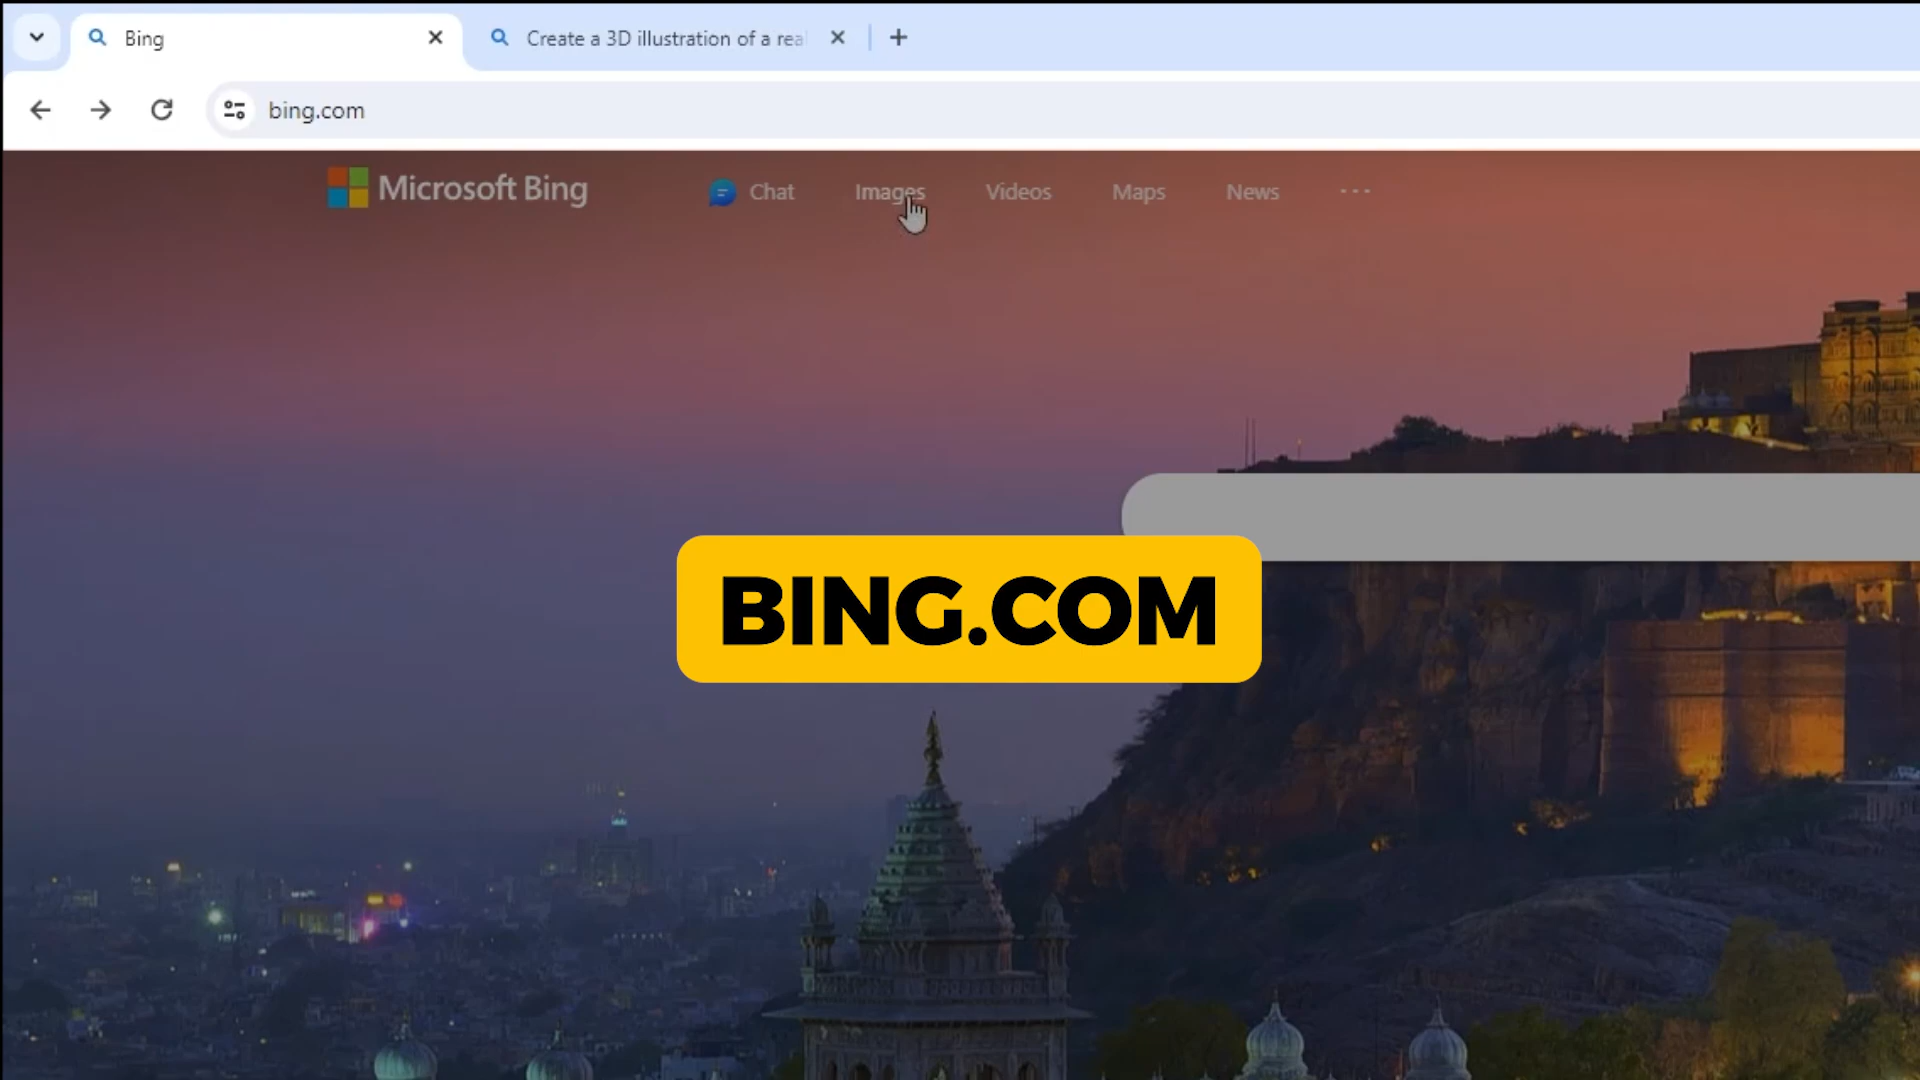 Bing
Create a 3D illustration of a rea
bing.com
Microsoft Bing
Chat
Images
Videos
Maps
News
BING.COM